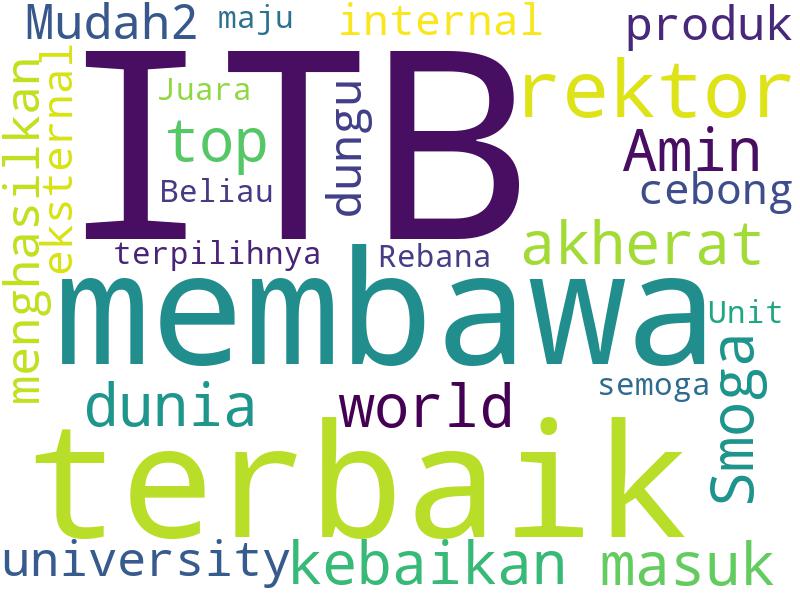 Mudah2
maju
internal
produk
ITB
rektor
Juara
top
dungu
Amin
Beliau
cebong
menghasilkan
eksternal
terpilihnya
Rebana
akherat
membawa
Unit
Smoga
dunia
world
semoga
terbaik
university
kebaikan
masuk